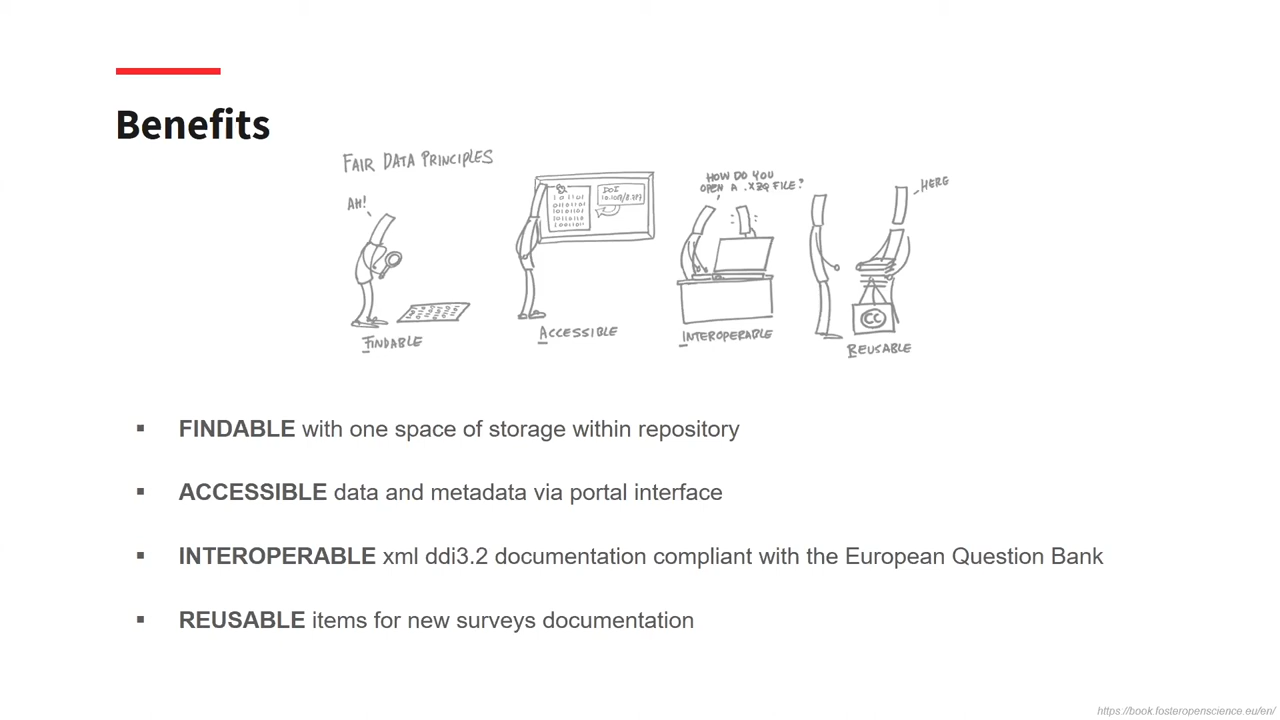 Benefits
FAIR DATA PRINCIPLES
AH!
DOI
HOW DO YOU
OPEN A .XZQ FILE?
HERE
CC
FINDABLE
ACCESSIBLE
INTEROPERABLE
REUSABLE
▪ FINDABLE with one space of storage within repository
▪ ACCESSIBLE data and metadata via portal interface
▪ INTEROPERABLE xml ddi3.2 documentation compliant with the European Question Bank
▪ REUSABLE items for new surveys documentation
https://book.fosteropenscience.eu/en/